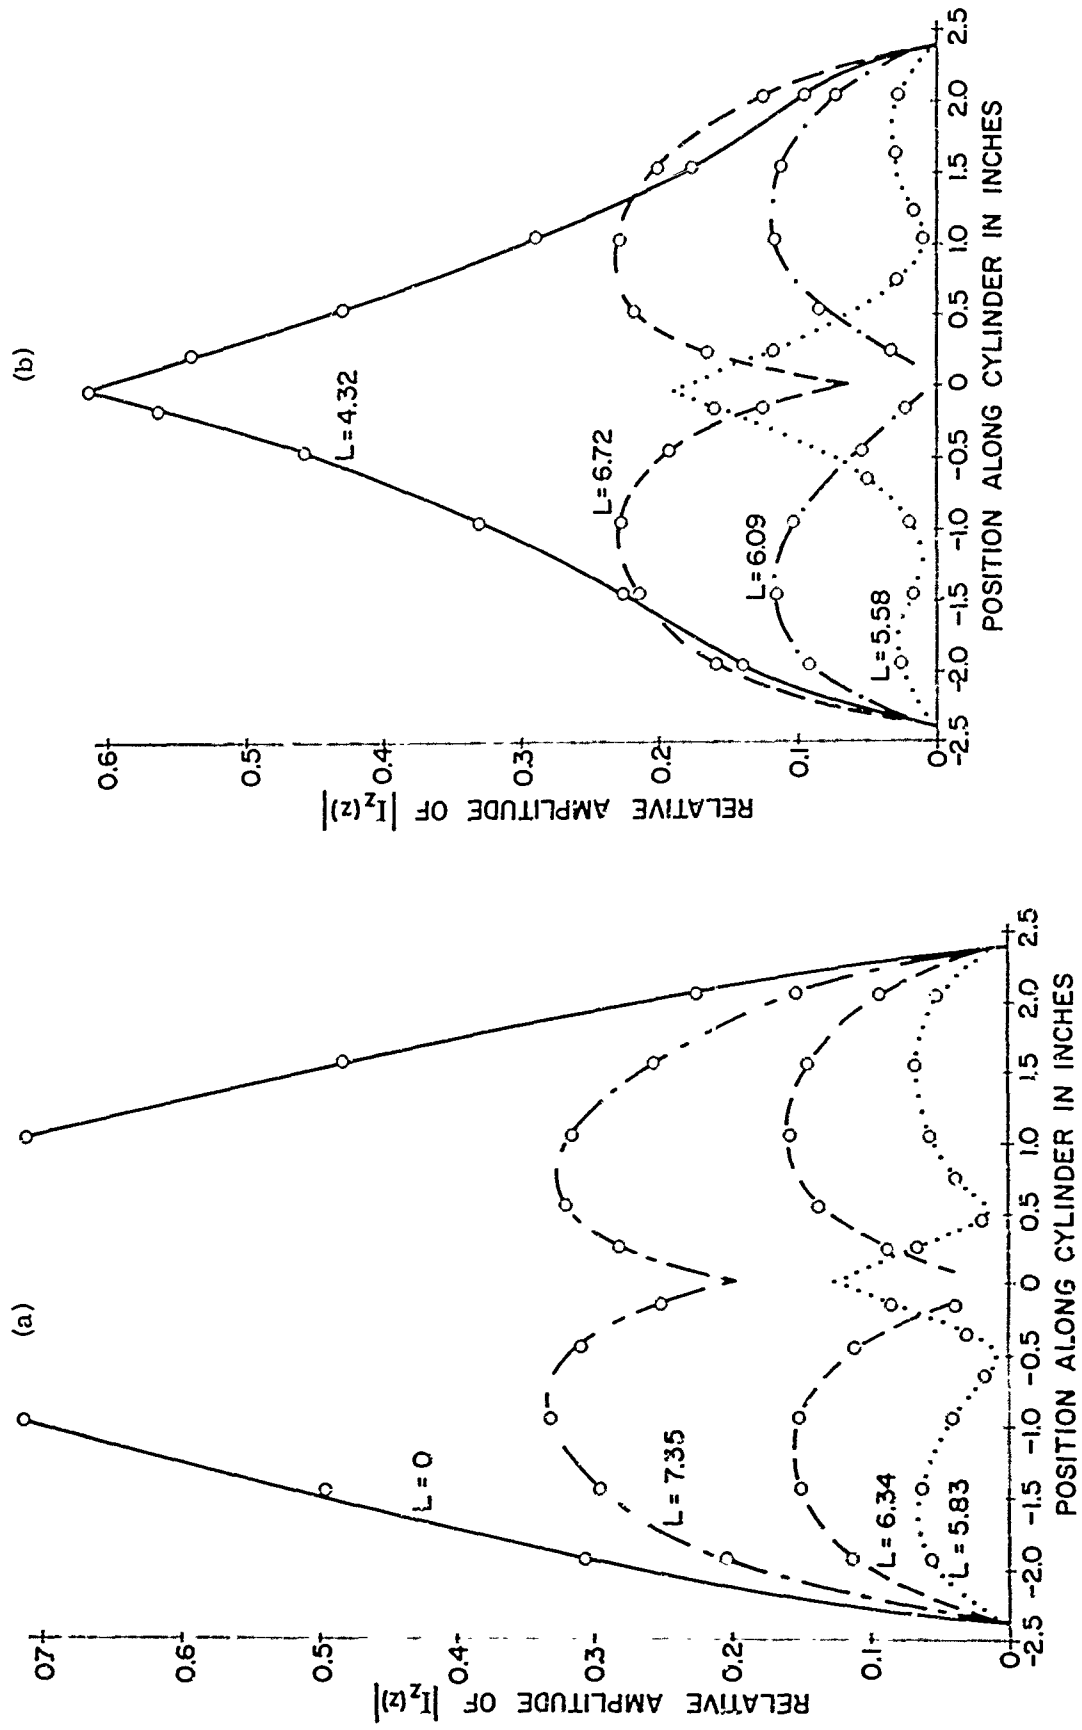 (a)
RELATIVE AMPLITUDE OF |I_z(z)|
0.7
0.6
0.5
0.4
0.3
0.2
0.1
0
L = 0
L = 7.35
L = 6.34
L = 5.83
-2.5 -2.0 -1.5 -1.0 -0.5 0 0.5 1.0 1.5 2.0 2.5
POSITION ALONG CYLINDER IN INCHES
(b)
RELATIVE AMPLITUDE OF |I_z(z)|
0.6
0.5
0.4
0.3
0.2
0.1
0
L = 4.32
L = 6.72
L = 6.09
L = 5.58
-2.5 -2.0 -1.5 -1.0 -0.5 0 0.5 1.0 1.5 2.0 2.5
POSITION ALONG CYLINDER IN INCHES